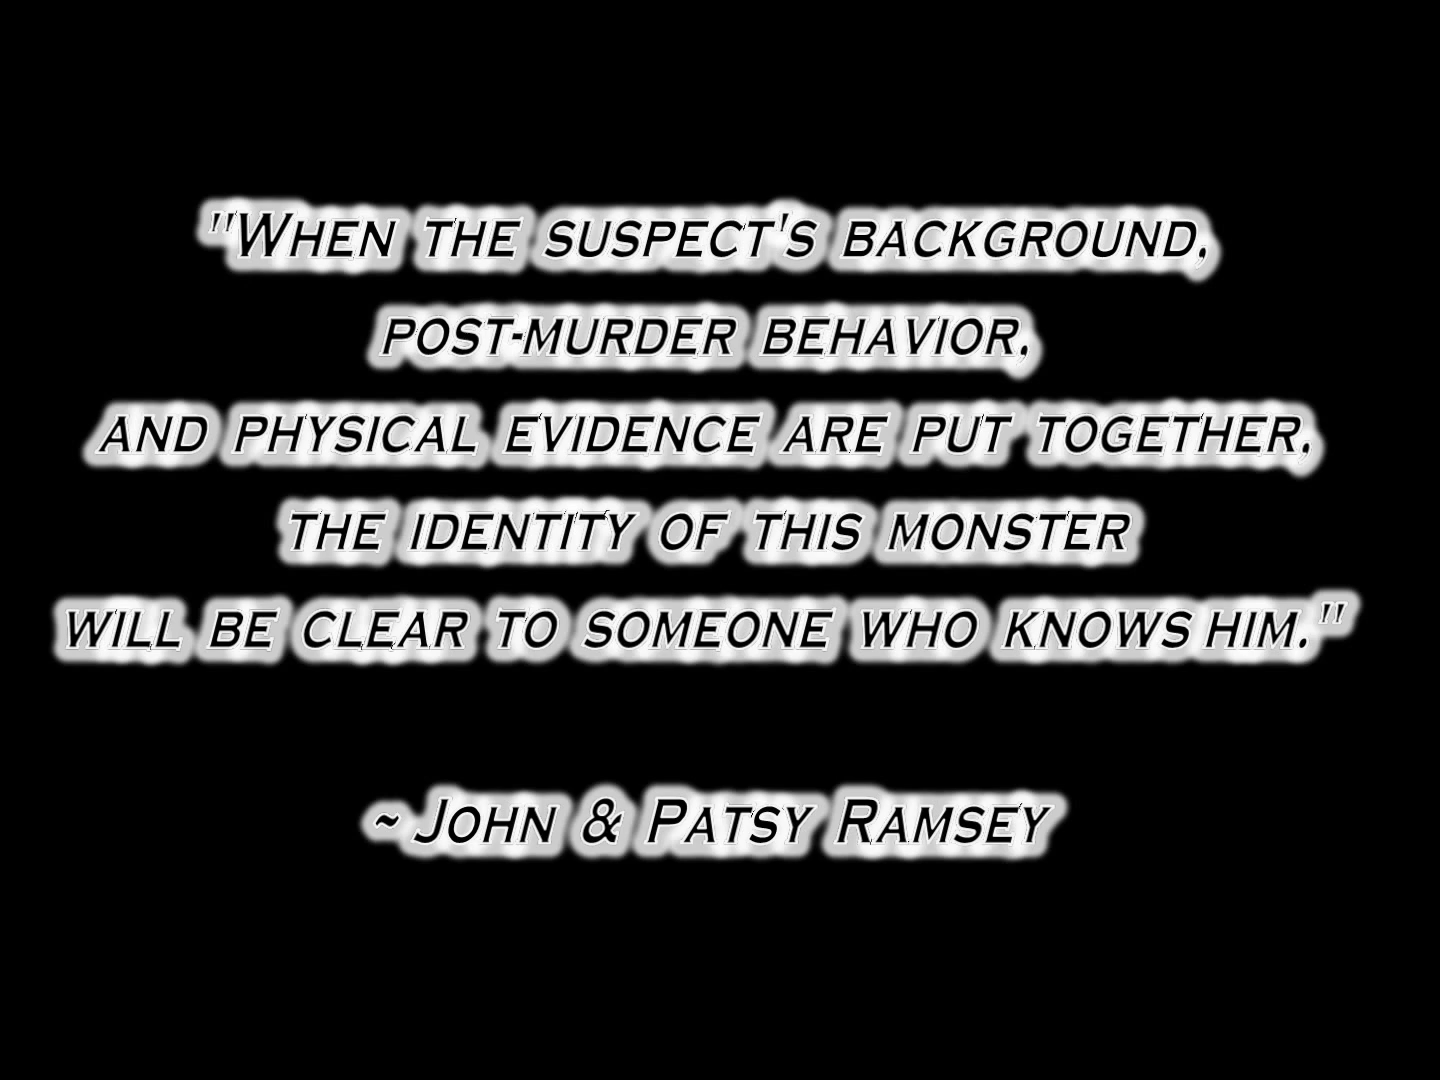 "When the suspect's background,
post-murder behavior,
and physical evidence are put together,
the identity of this monster
will be clear to someone who knows him."
~ John & Patsy Ramsey